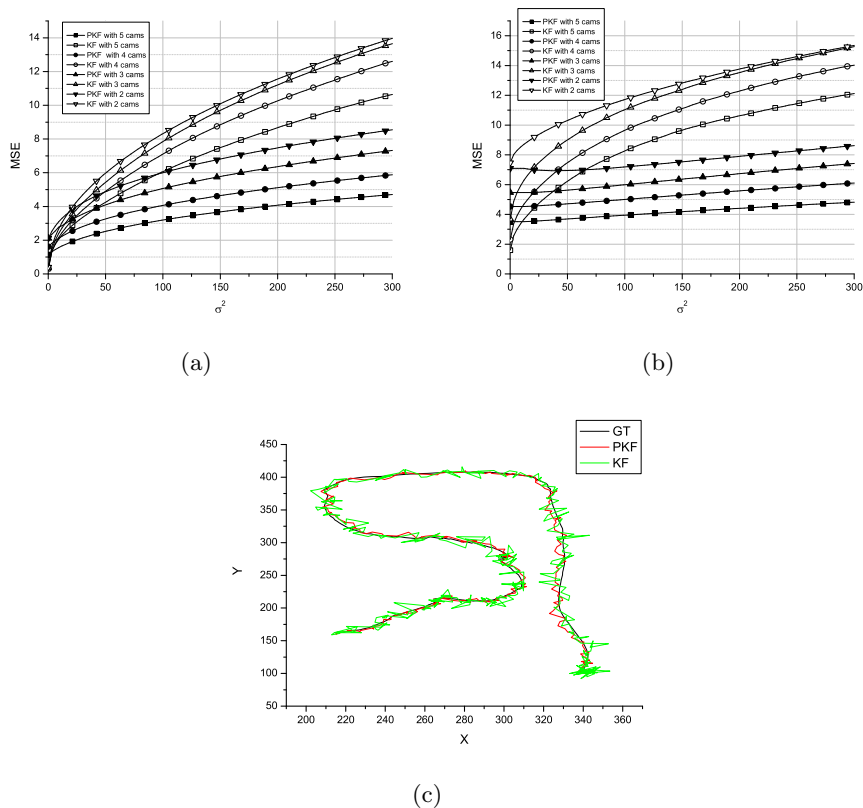 PKF with 5 cams
KF with 5 cams
PKF with 4 cams
KF with 4 cams
PKF with 3 cams
KF with 3 cams
PKF with 2 cams
KF with 2 cams
14
12
10
8
6
4
2
0
MSE
0 50 100 150 200 250 300
σ²
(a)
PKF with 5 cams
KF with 5 cams
PKF with 4 cams
KF with 4 cams
PKF with 3 cams
KF with 3 cams
PKF with 2 cams
KF with 2 cams
16
14
12
10
8
6
4
2
0
MSE
0 50 100 150 200 250 300
σ²
(b)
GT
PKF
KF
450
400
350
300
250
200
150
100
50
Y
200 220 240 260 280 300 320 340 360
X
(c)